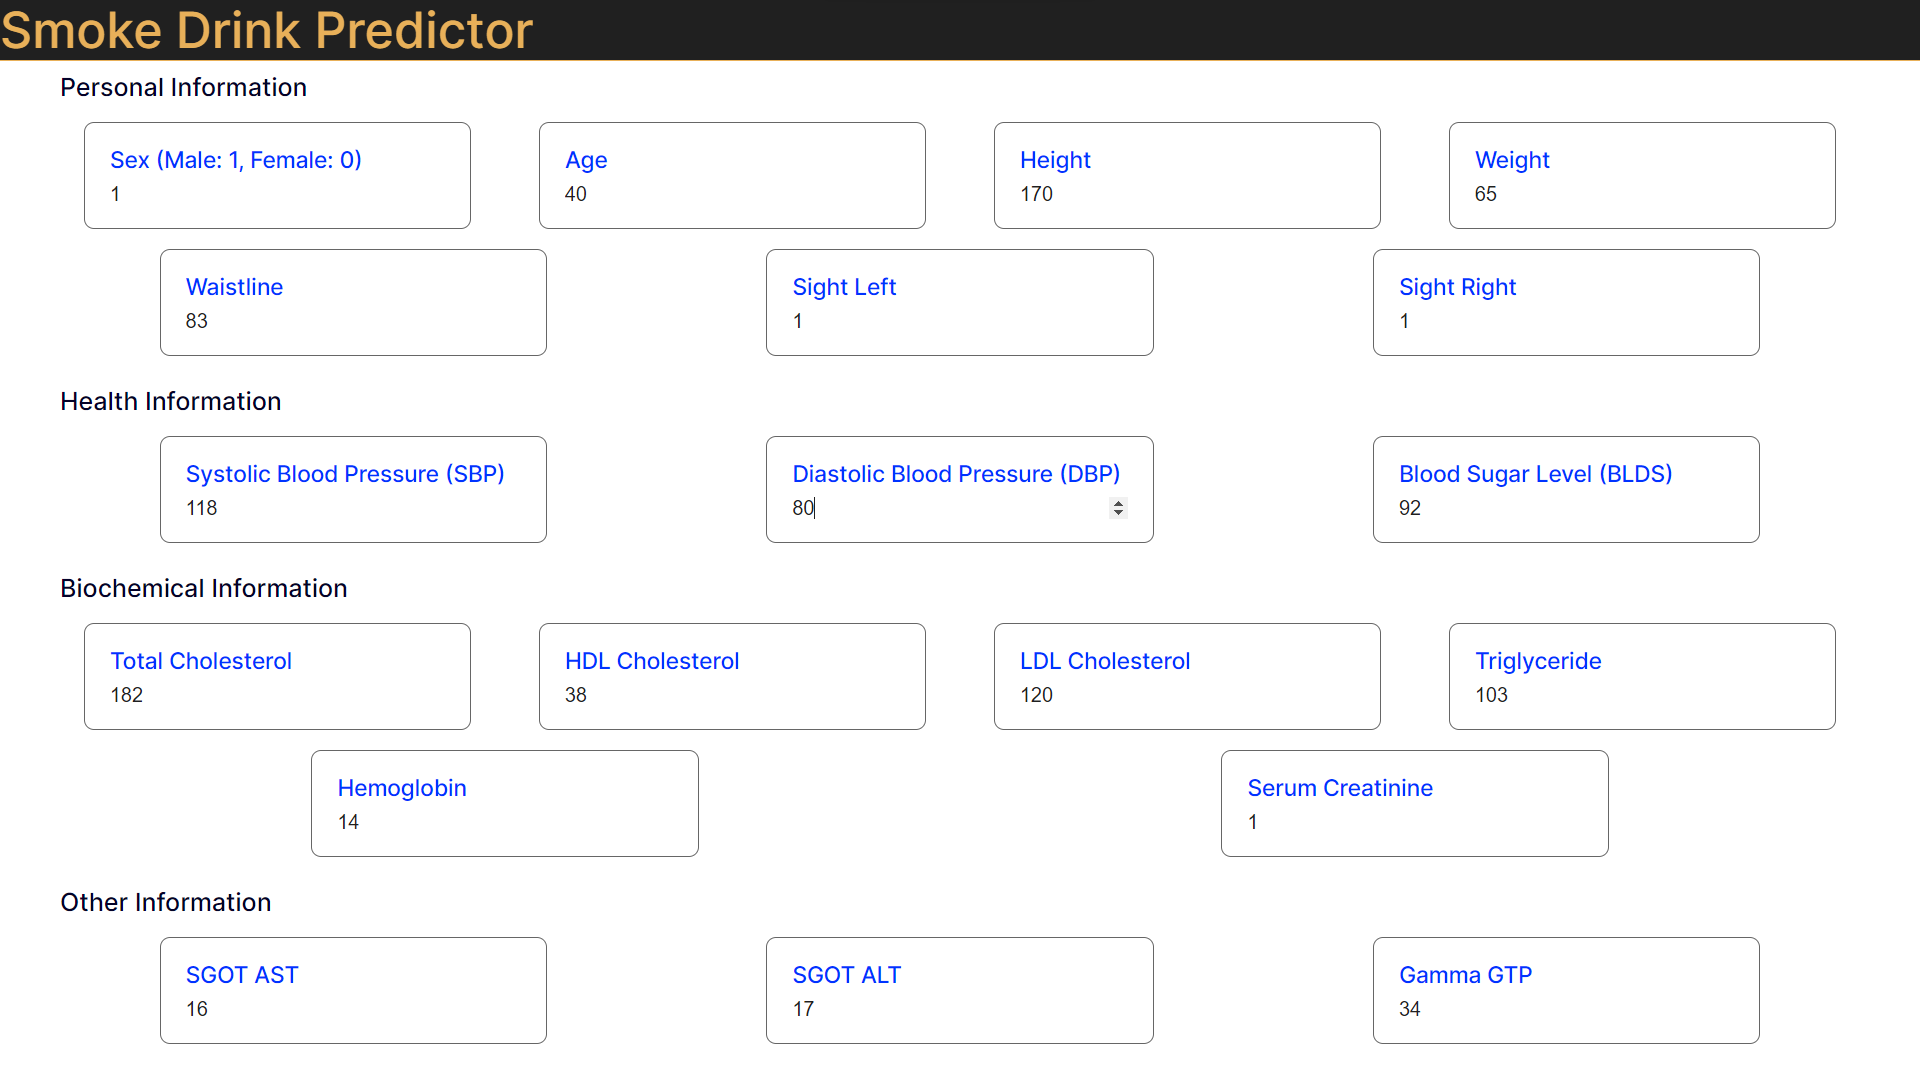 Smoke Drink Predictor
Personal Information
Sex (Male: 1, Female: 0)
1
Age
40
Height
170
Weight
65
Waistline
83
Sight Left
1
Sight Right
1
Health Information
Systolic Blood Pressure (SBP)
118
Diastolic Blood Pressure (DBP)
80
Blood Sugar Level (BLDS)
92
Biochemical Information
Total Cholesterol
182
HDL Cholesterol
38
LDL Cholesterol
120
Triglyceride
103
Hemoglobin
14
Serum Creatinine
1
Other Information
SGOT AST
16
SGOT ALT
17
Gamma GTP
34